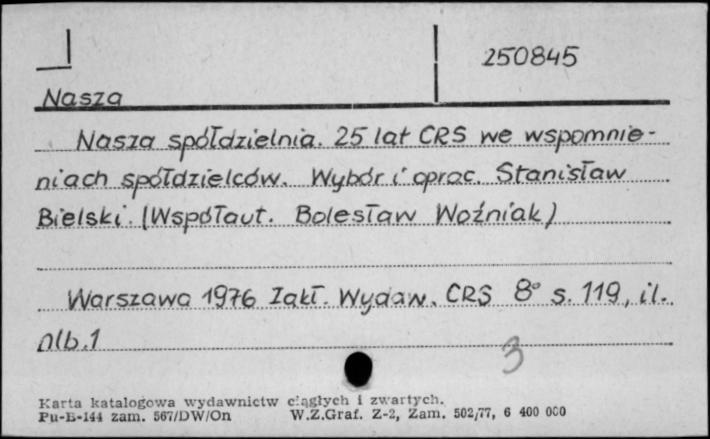 250845
Nasza
Nasza spółdzielnia. 25 lat CRS we wspomnie-
niach spółdzielców. Wybór i oprac. Stanisław
Bielski. (Współaut. Bolesław Woźniak)
Warszawa 1976 Zakł. Wydaw. CRS 8° s. 119, il.
nlb. 1
3
Karta katalogowa wydawnictw ciągłych i zwartych.
Pu-B-144 zam. 567/DW/On W.Z.Graf. Z-2, Zam. 502/77, 6 400 000